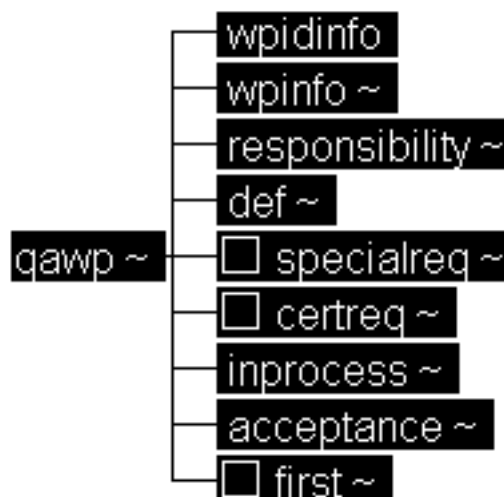 wpidinfo
wpinfo ~
responsibility ~
def ~
qawp ~
specialreq ~
certreq ~
inprocess ~
acceptance ~
first ~